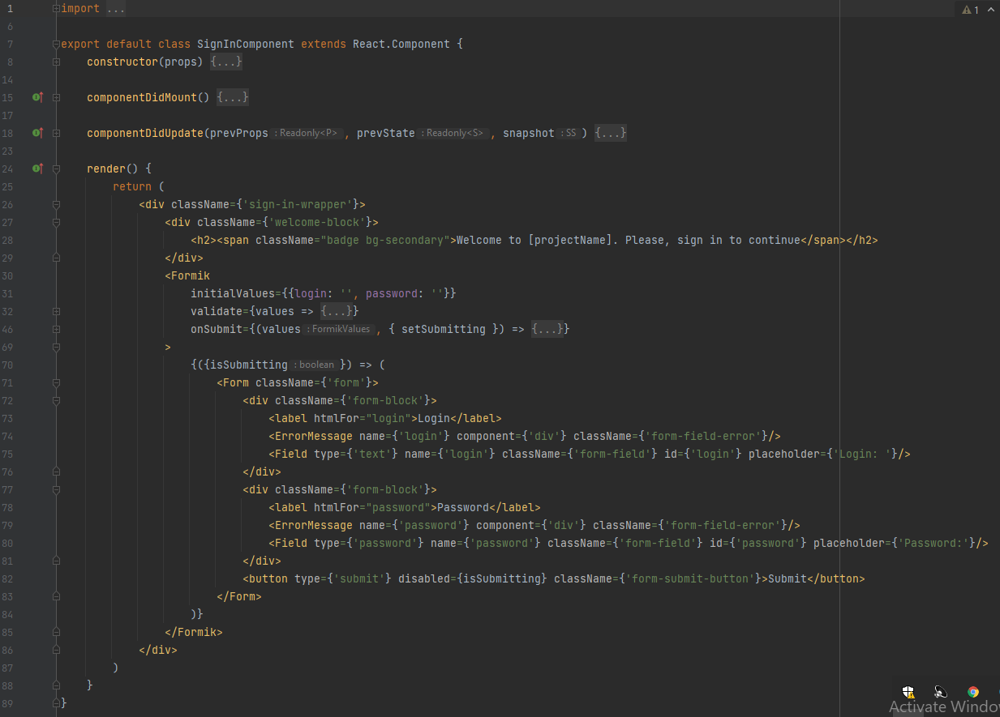 1 import ...
6
7 export default class SignInComponent extends React.Component {
8 constructor(props) {...}
14
15 componentDidMount() {...}
17
18 componentDidUpdate(prevProps : Readonly<P> , prevState : Readonly<S> , snapshot : SS ) {...}
23
24 render() {
25 return (
26 <div className={'sign-in-wrapper'}>
27 <div className={'welcome-block'}>
28 <h2><span className="badge bg-secondary">Welcome to [projectName]. Please, sign in to continue</span></h2>
29 </div>
30 <Formik
31 initialValues={{login: '', password: ''}}
32 validate={values => {...}}
46 onSubmit={(values : FormikValues , { setSubmitting }) => {...}}
69 >
70 {({isSubmitting : boolean }) => (
71 <Form className={'form'}>
72 <div className={'form-block'}>
73 <label htmlFor="login">Login</label>
74 <ErrorMessage name={'login'} component={'div'} className={'form-field-error'}/>
75 <Field type={'text'} name={'login'} className={'form-field'} id={'login'} placeholder={'Login: '}/>
76 </div>
77 <div className={'form-block'}>
78 <label htmlFor="password">Password</label>
79 <ErrorMessage name={'password'} component={'div'} className={'form-field-error'}/>
80 <Field type={'password'} name={'password'} className={'form-field'} id={'password'} placeholder={'Password:'}/>
81 </div>
82 <button type={'submit'} disabled={isSubmitting} className={'form-submit-button'}>Submit</button>
83 </Form>
84 )}
85 </Formik>
86 </div>
87 )
88 }
89 }
1
Activate Windo